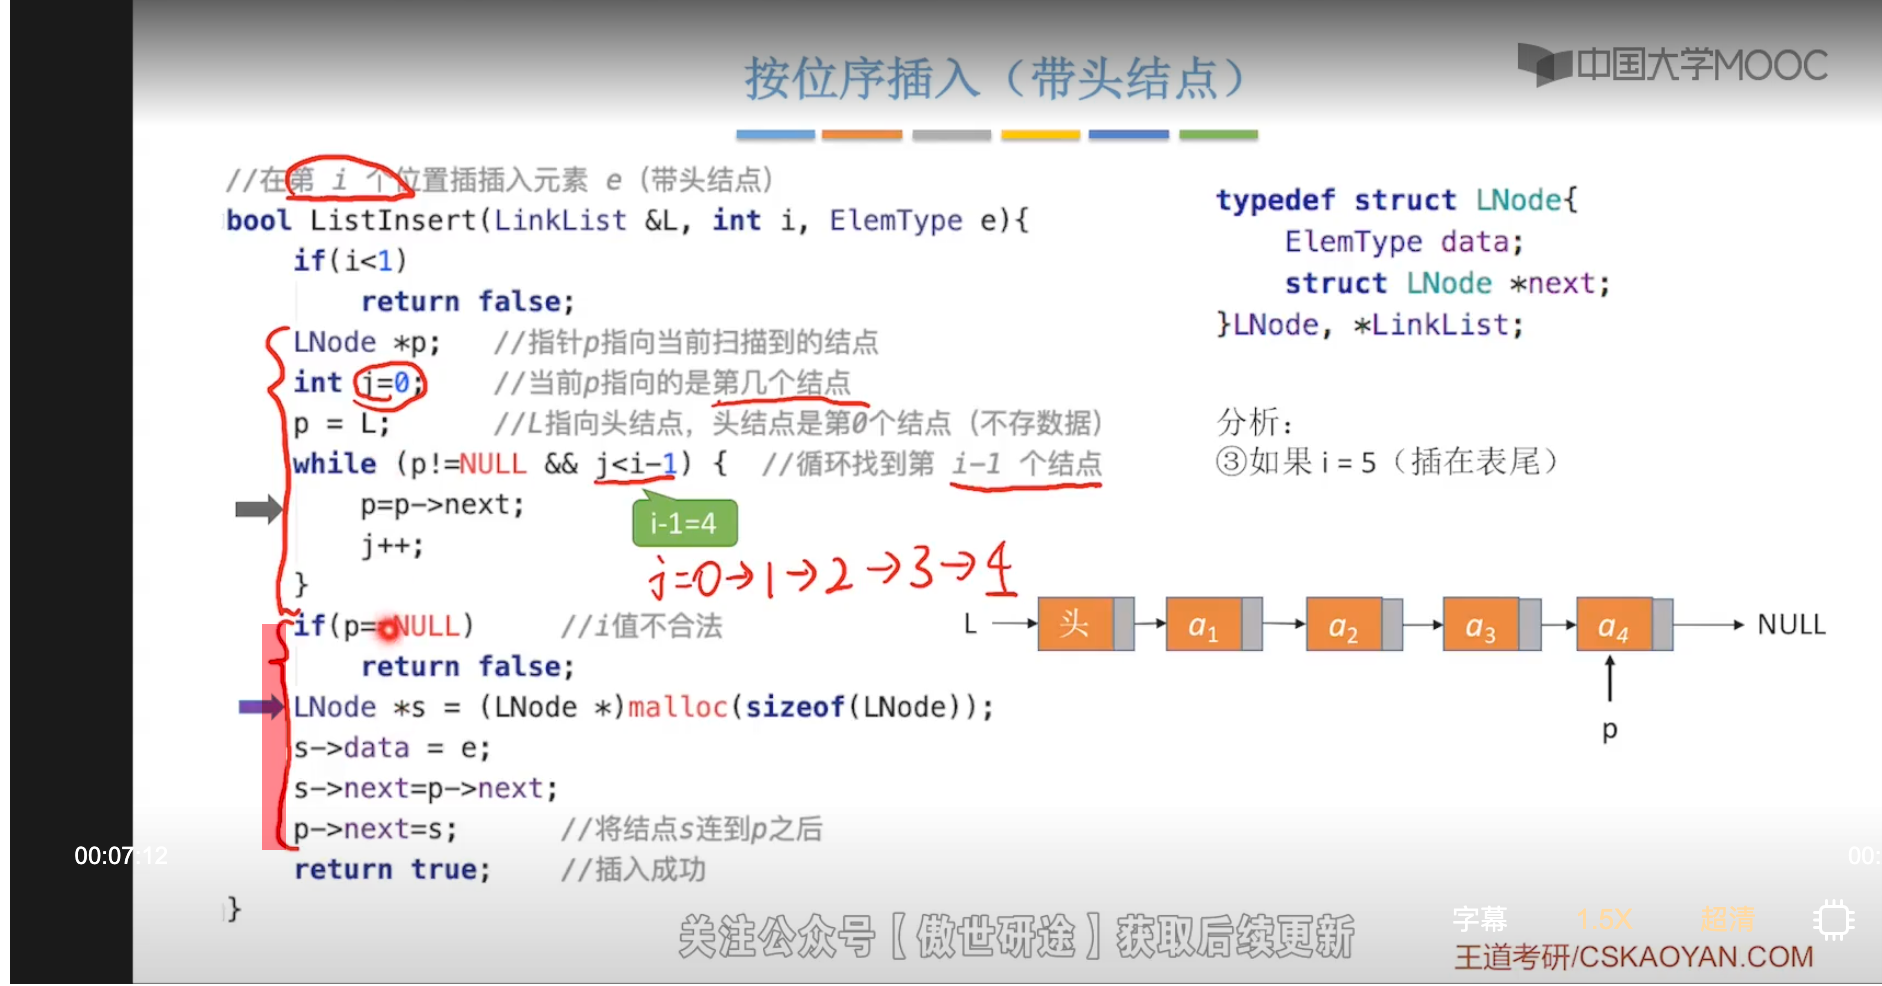 中国大学MOOC
按位序插入（带头结点）
//在第 i 个位置插插入元素 e（带头结点）
bool ListInsert(LinkList &L, int i, ElemType e){
if(i<1)
return false;
LNode *p; //指针p指向当前扫描到的结点
int j=0; //当前p指向的是第几个结点
p = L; //L指向头结点，头结点是第0个结点（不存数据）
while (p!=NULL && j<i-1) { //循环找到第 i-1 个结点
p=p->next;
j++;
}
if(p==NULL) //i值不合法
return false;
LNode *s = (LNode *)malloc(sizeof(LNode));
s->data = e;
s->next=p->next;
p->next=s; //将结点s连到p之后
return true; //插入成功
}
i-1=4
j=0→1→2→3→4
typedef struct LNode{
ElemType data;
struct LNode *next;
}LNode, *LinkList;
分析：
③如果 i = 5（插在表尾）
L 头 a1 a2 a3 a4 NULL
p
00:07:12
00:
字幕 1.5X 超清
关注公众号【傲世研途】获取后续更新
王道考研/CSKAOYAN.COM